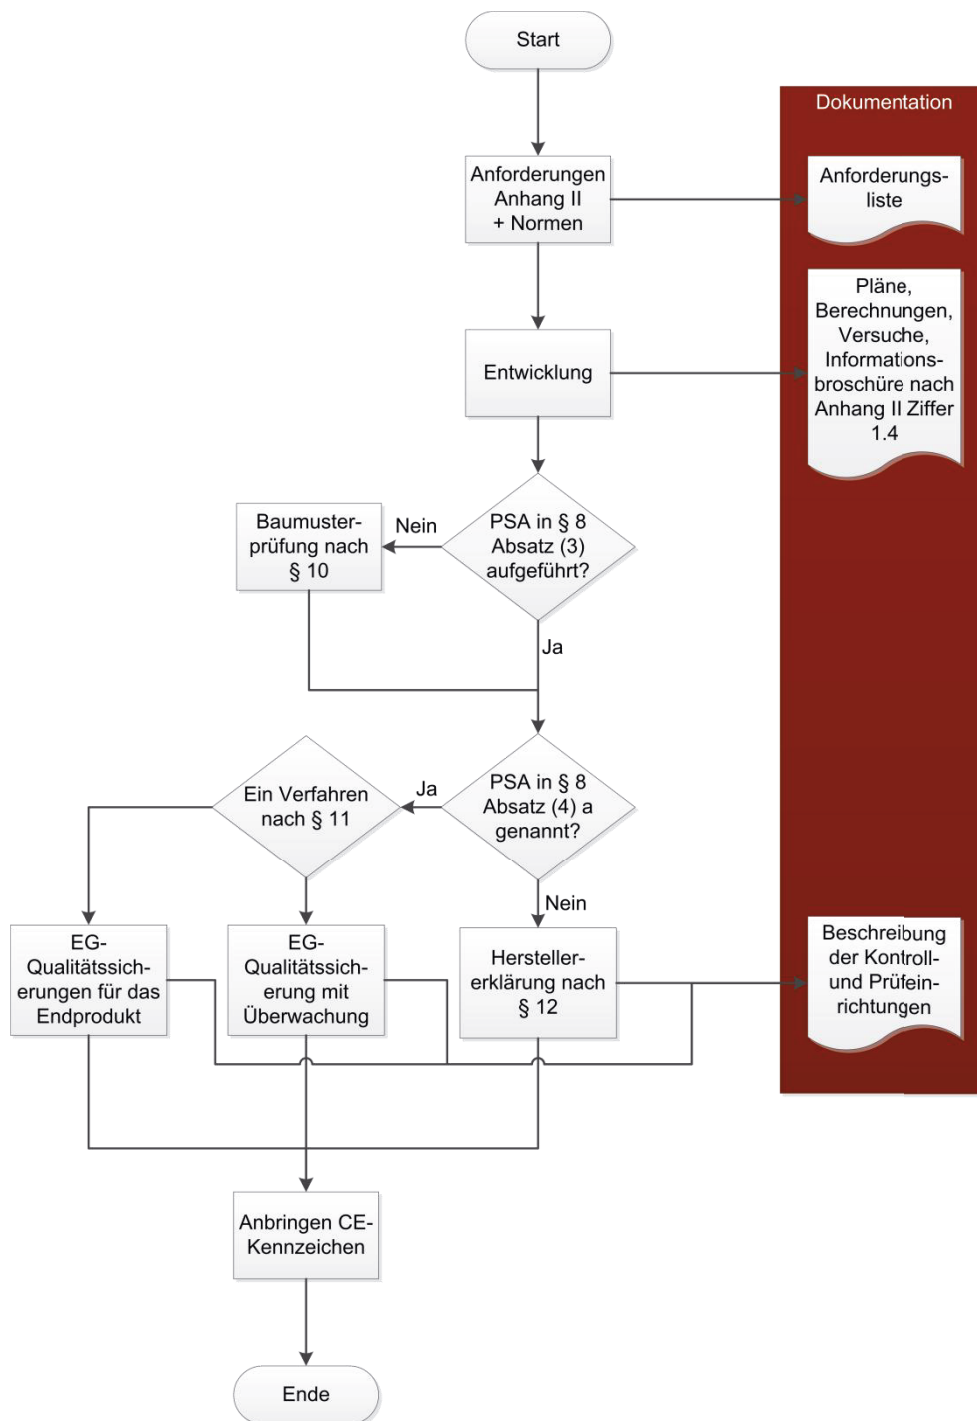 Start
Dokumentation
Anforderungen
Anhang II
+ Normen
Anforderungs-
liste
Entwicklung
Pläne,
Berechnungen,
Versuche,
Informations-
broschüre nach
Anhang II Ziffer
1.4
PSA in § 8
Absatz (3)
aufgeführt?
Nein
Baumuster-
prüfung nach
§ 10
Ja
PSA in § 8
Absatz (4) a
genannt?
Ja
Ein Verfahren
nach § 11
Nein
EG-
Qualitätssich-
erungen für das
Endprodukt
EG-
Qualitätssich-
erung mit
Überwachung
Hersteller-
erklärung nach
§ 12
Beschreibung
der Kontroll-
und Prüfein-
richtungen
Anbringen CE-
Kennzeichen
Ende